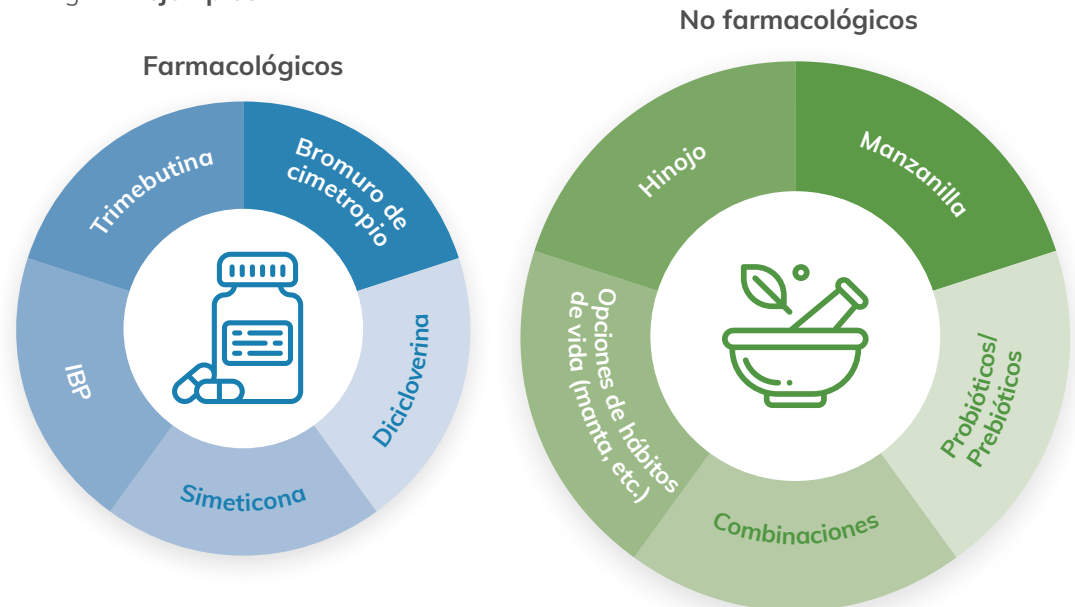 No farmacológicos
Farmacológicos
Trimebutina
Bromuro de
cimetropio
Dicicloverina
Simeticona
IBP
Hinojo
Manzanilla
Probióticos/
Prebióticos
Combinaciones
Opciones de hábitos
de vida (manta, etc.)